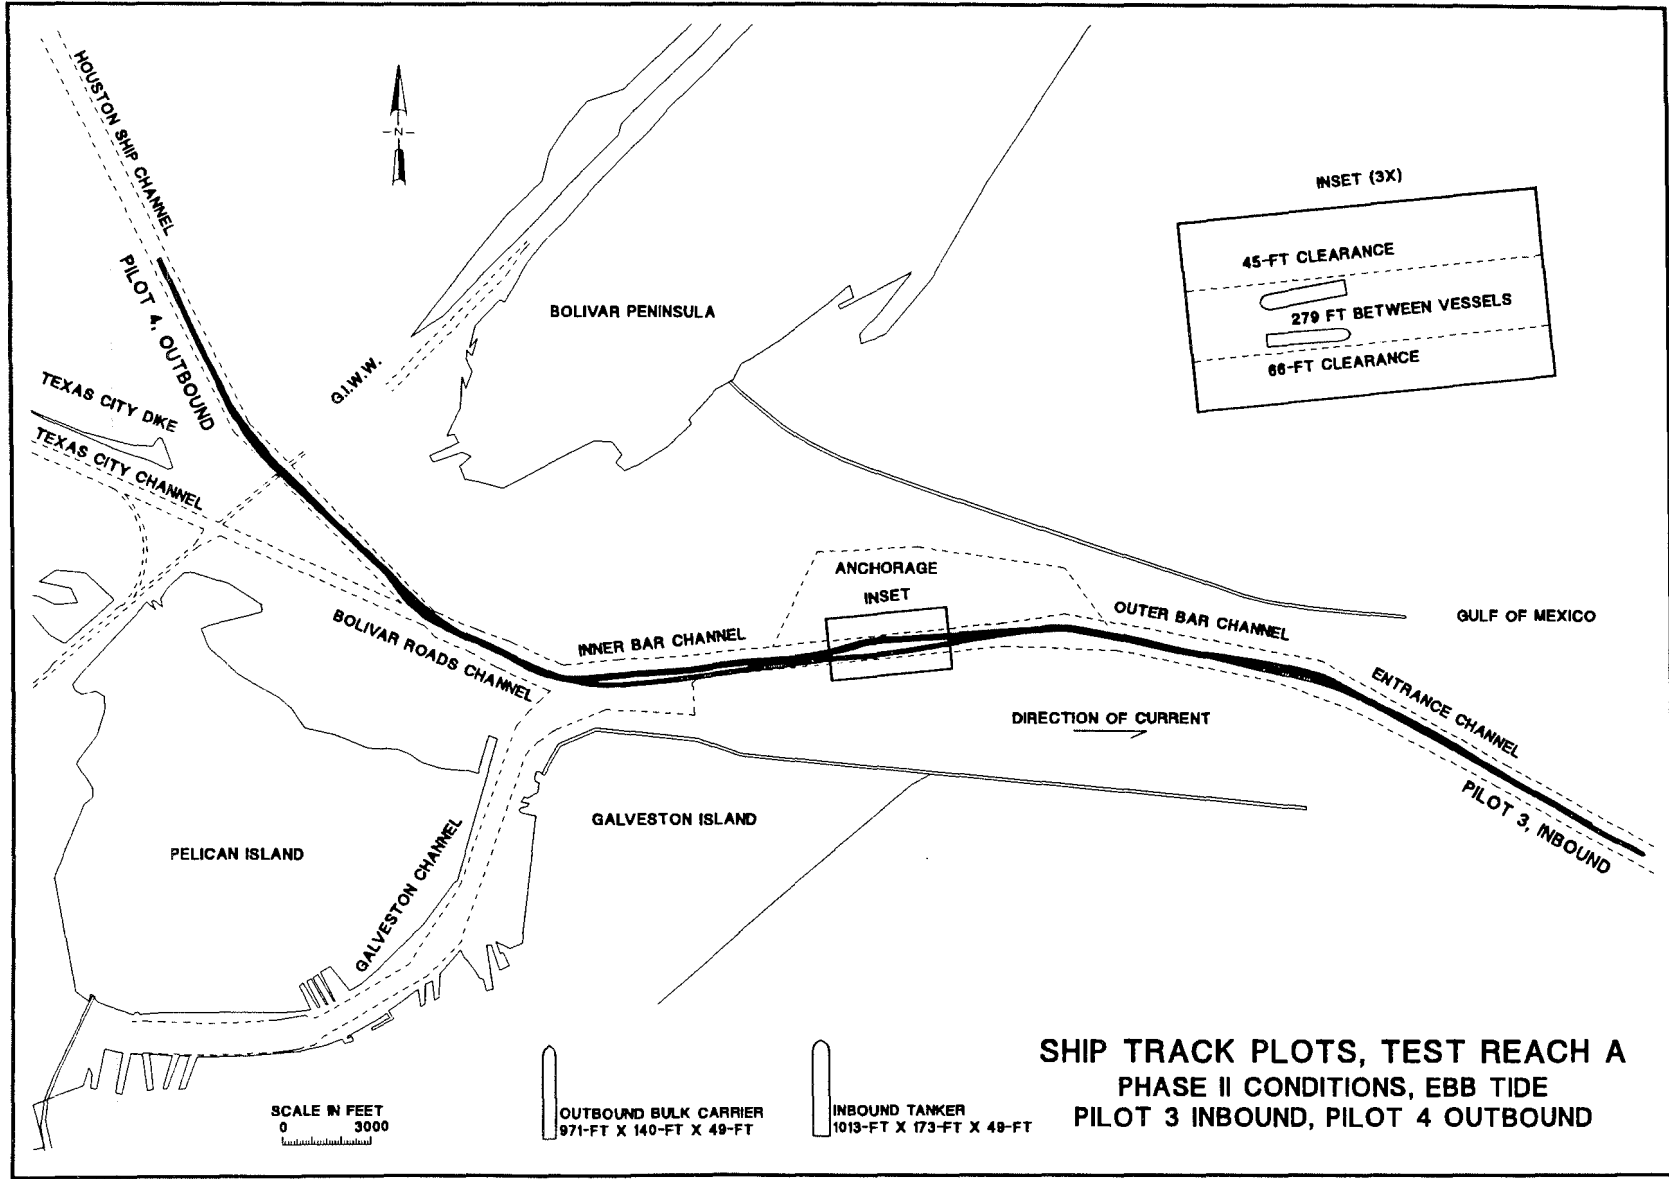 HOUSTON SHIP CHANNEL
N
INSET (3X)
45-FT CLEARANCE
279 FT BETWEEN VESSELS
66-FT CLEARANCE
PILOT 4, OUTBOUND
BOLIVAR PENINSULA
G.I.W.W.
TEXAS CITY DIKE
TEXAS CITY CHANNEL
ANCHORAGE
INSET
INNER BAR CHANNEL
OUTER BAR CHANNEL
GULF OF MEXICO
BOLIVAR ROADS CHANNEL
ENTRANCE CHANNEL
DIRECTION OF CURRENT
PILOT 3, INBOUND
GALVESTON ISLAND
PELICAN ISLAND
GALVESTON CHANNEL
SCALE IN FEET
0 3000
OUTBOUND BULK CARRIER
971-FT X 140-FT X 49-FT
INBOUND TANKER
1013-FT X 173-FT X 49-FT
SHIP TRACK PLOTS, TEST REACH A
PHASE II CONDITIONS, EBB TIDE
PILOT 3 INBOUND, PILOT 4 OUTBOUND